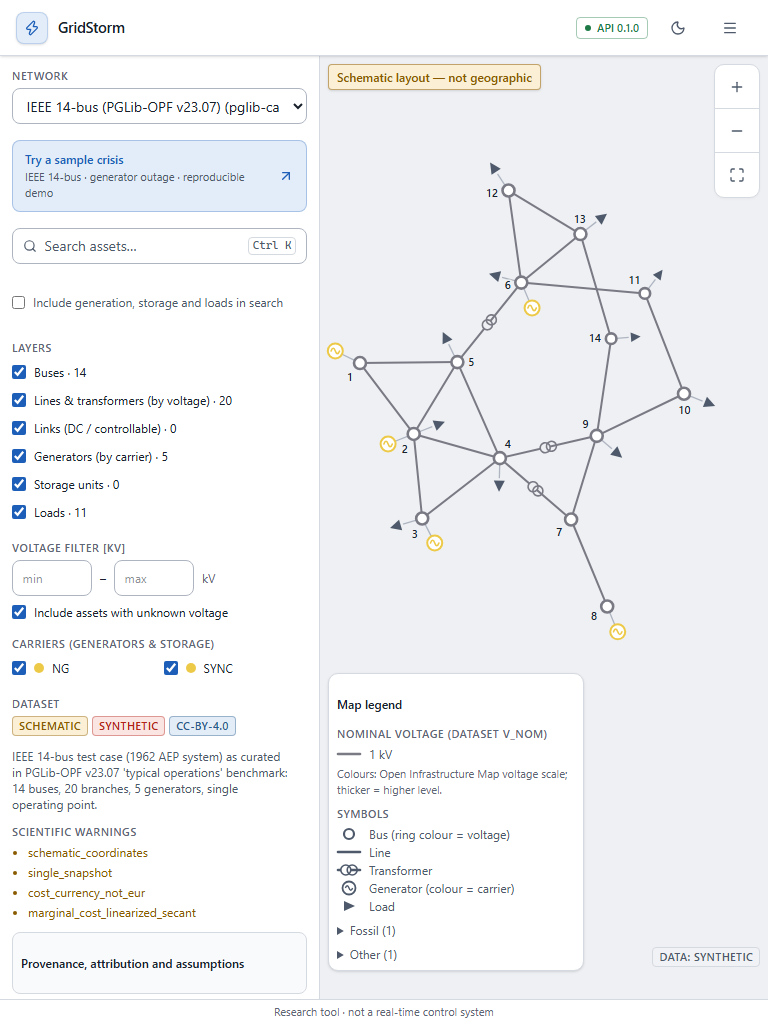 GridStorm
API 0.1.0
NETWORK
IEEE 14-bus (PGLib-OPF v23.07) (pglib-ca
Try a sample crisis
IEEE 14-bus · generator outage · reproducible
demo
Search assets... Ctrl K
Include generation, storage and loads in search
LAYERS
Buses · 14
Lines & transformers (by voltage) · 20
Links (DC / controllable) · 0
Generators (by carrier) · 5
Storage units · 0
Loads · 11
VOLTAGE FILTER [KV]
min – max kV
Include assets with unknown voltage
CARRIERS (GENERATORS & STORAGE)
NG SYNC
DATASET
SCHEMATIC SYNTHETIC CC-BY-4.0
IEEE 14-bus test case (1962 AEP system) as curated
in PGLib-OPF v23.07 'typical operations' benchmark:
14 buses, 20 branches, 5 generators, single
operating point.
SCIENTIFIC WARNINGS
• schematic_coordinates
• single_snapshot
• cost_currency_not_eur
• marginal_cost_linearized_secant
Provenance, attribution and assumptions
Schematic layout — not geographic
+
−
12
13
6
11
14
1
5
10
2
9
4
3
7
8
Map legend
NOMINAL VOLTAGE (DATASET V_NOM)
1 kV
Colours: Open Infrastructure Map voltage scale;
thicker = higher level.
SYMBOLS
Bus (ring colour = voltage)
Line
Transformer
Generator (colour = carrier)
Load
Fossil (1)
Other (1)
DATA: SYNTHETIC
Research tool · not a real-time control system